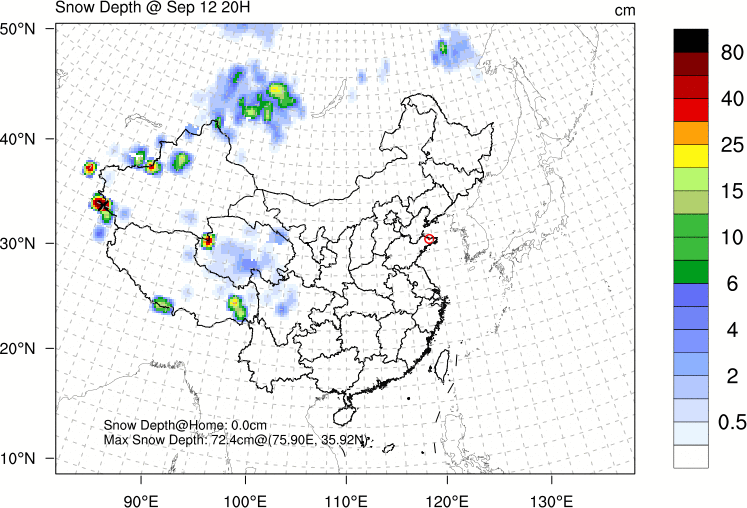 Snow Depth @ Sep 12 20H
cm
50°N
40°N
30°N
20°N
10°N
90°E
100°E
110°E
120°E
130°E
80
40
25
15
10
6
4
2
0.5
Snow Depth@Home: 0.0cm
Max Snow Depth: 72.4cm@(75.90E, 35.92N)